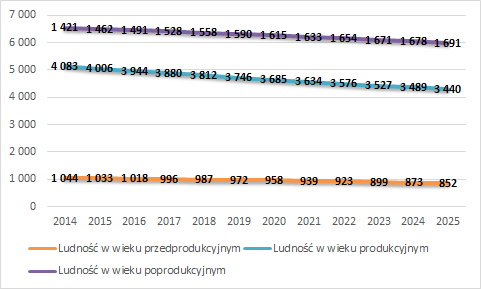 7 000
1 421 1 462 1 491 1 528 1 558 1 590 1 615 1 633 1 654 1 671 1 678 1 691
6 000
5 000
4 083 4 006 3 944 3 880 3 812 3 746 3 685 3 634 3 576 3 527 3 489 3 440
4 000
3 000
2 000
1 044 1 033 1 018 996 987 972 958 939 923 899 873 852
1 000
0
2014 2015 2016 2017 2018 2019 2020 2021 2022 2023 2024 2025
Ludność w wieku przedprodukcyjnym Ludność w wieku produkcyjnym
Ludność w wieku poprodukcyjnym